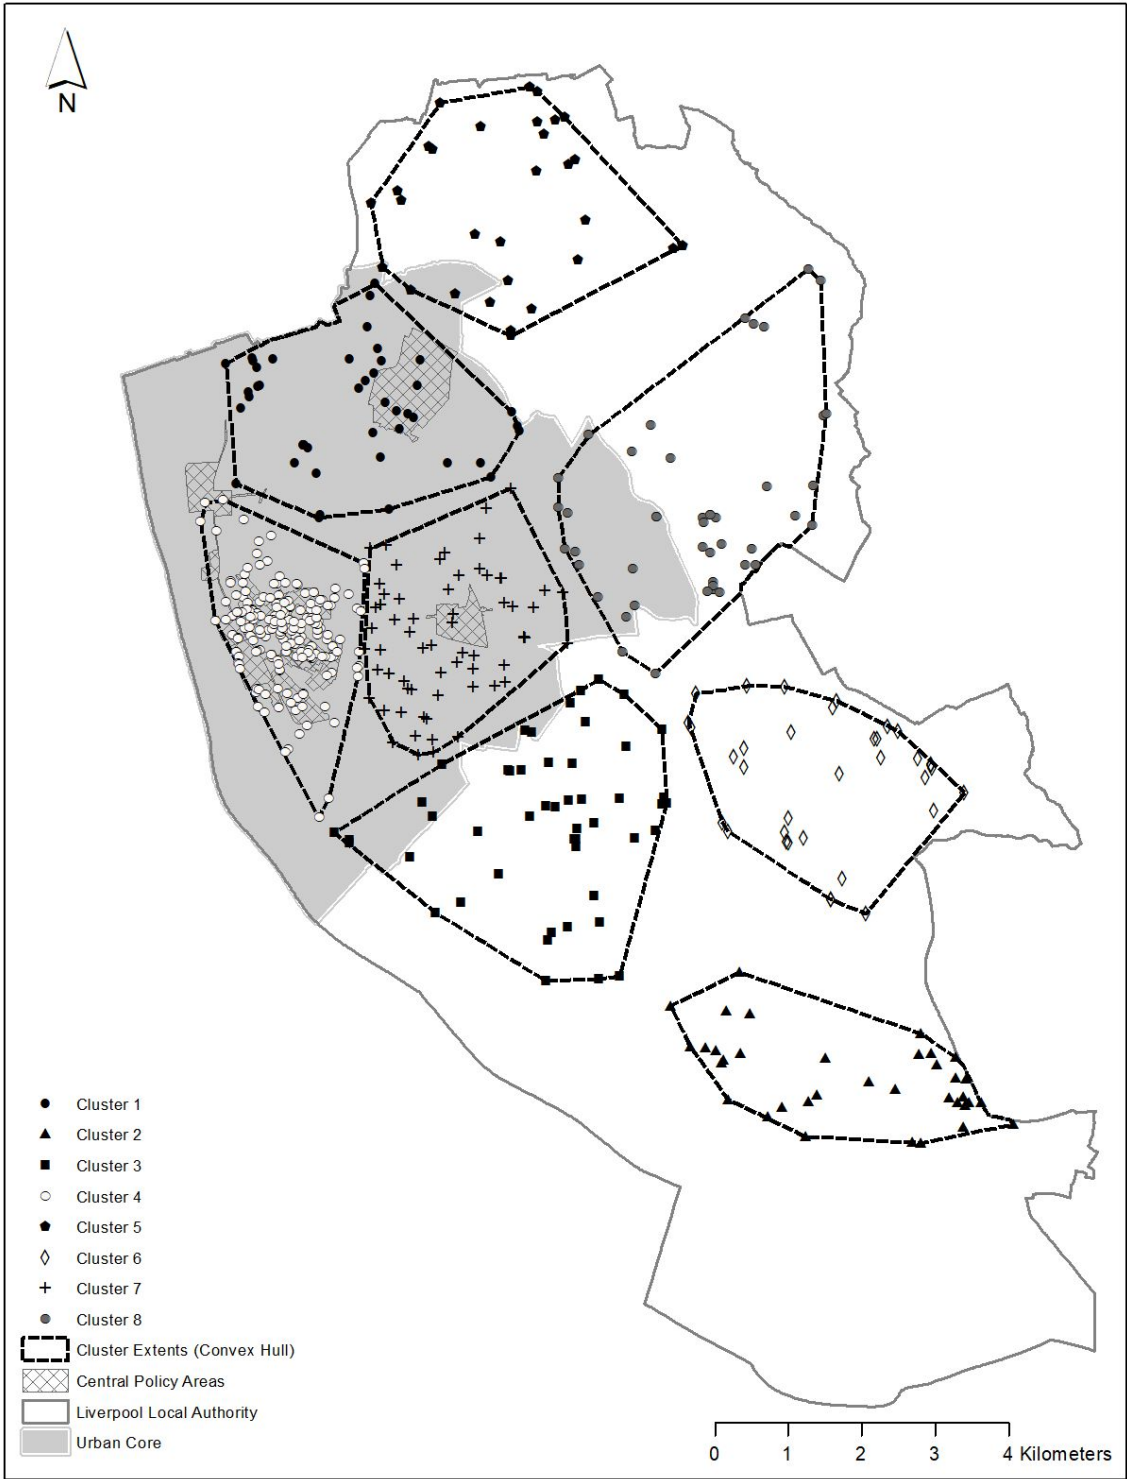 N
Cluster 1
Cluster 2
Cluster 3
Cluster 4
Cluster 5
Cluster 6
Cluster 7
Cluster 8
Cluster Extents (Convex Hull)
Central Policy Areas
Liverpool Local Authority
Urban Core
0 1 2 3 4 Kilometers